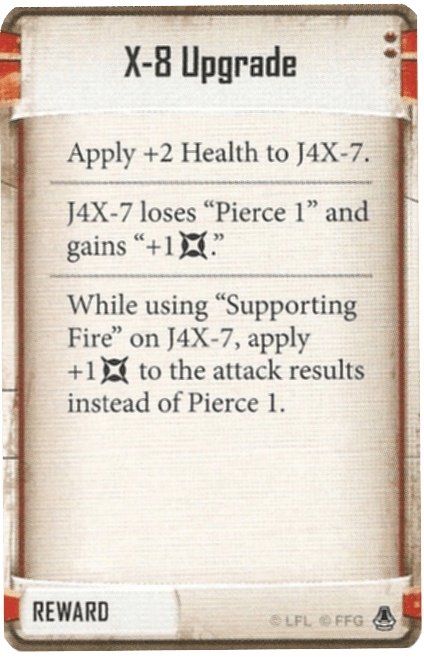 X-8 Upgrade
Apply +2 Health to J4X-7.
J4X-7 loses “Pierce 1” and
gains “+1 .”
While using “Supporting
Fire” on J4X-7, apply
+1 to the attack results
instead of Pierce 1.
REWARD
© LFL © FFG